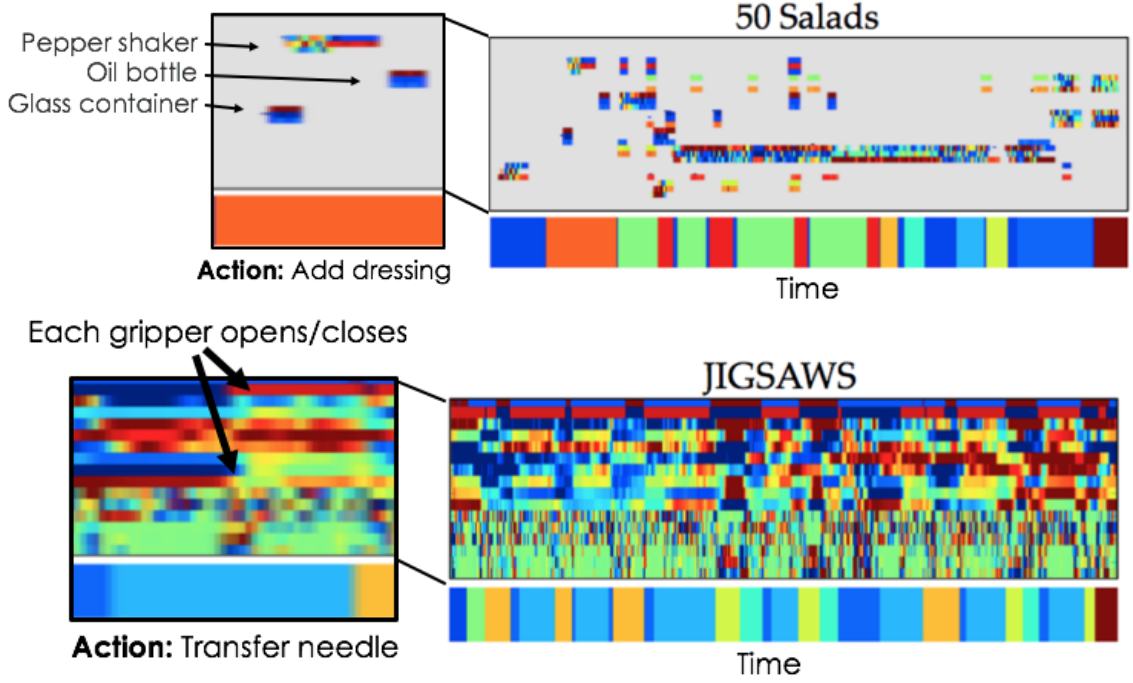 50 Salads
Pepper shaker
Oil bottle
Glass container
Action: Add dressing
Time
Each gripper opens/closes
JIGSAWS
Action: Transfer needle
Time